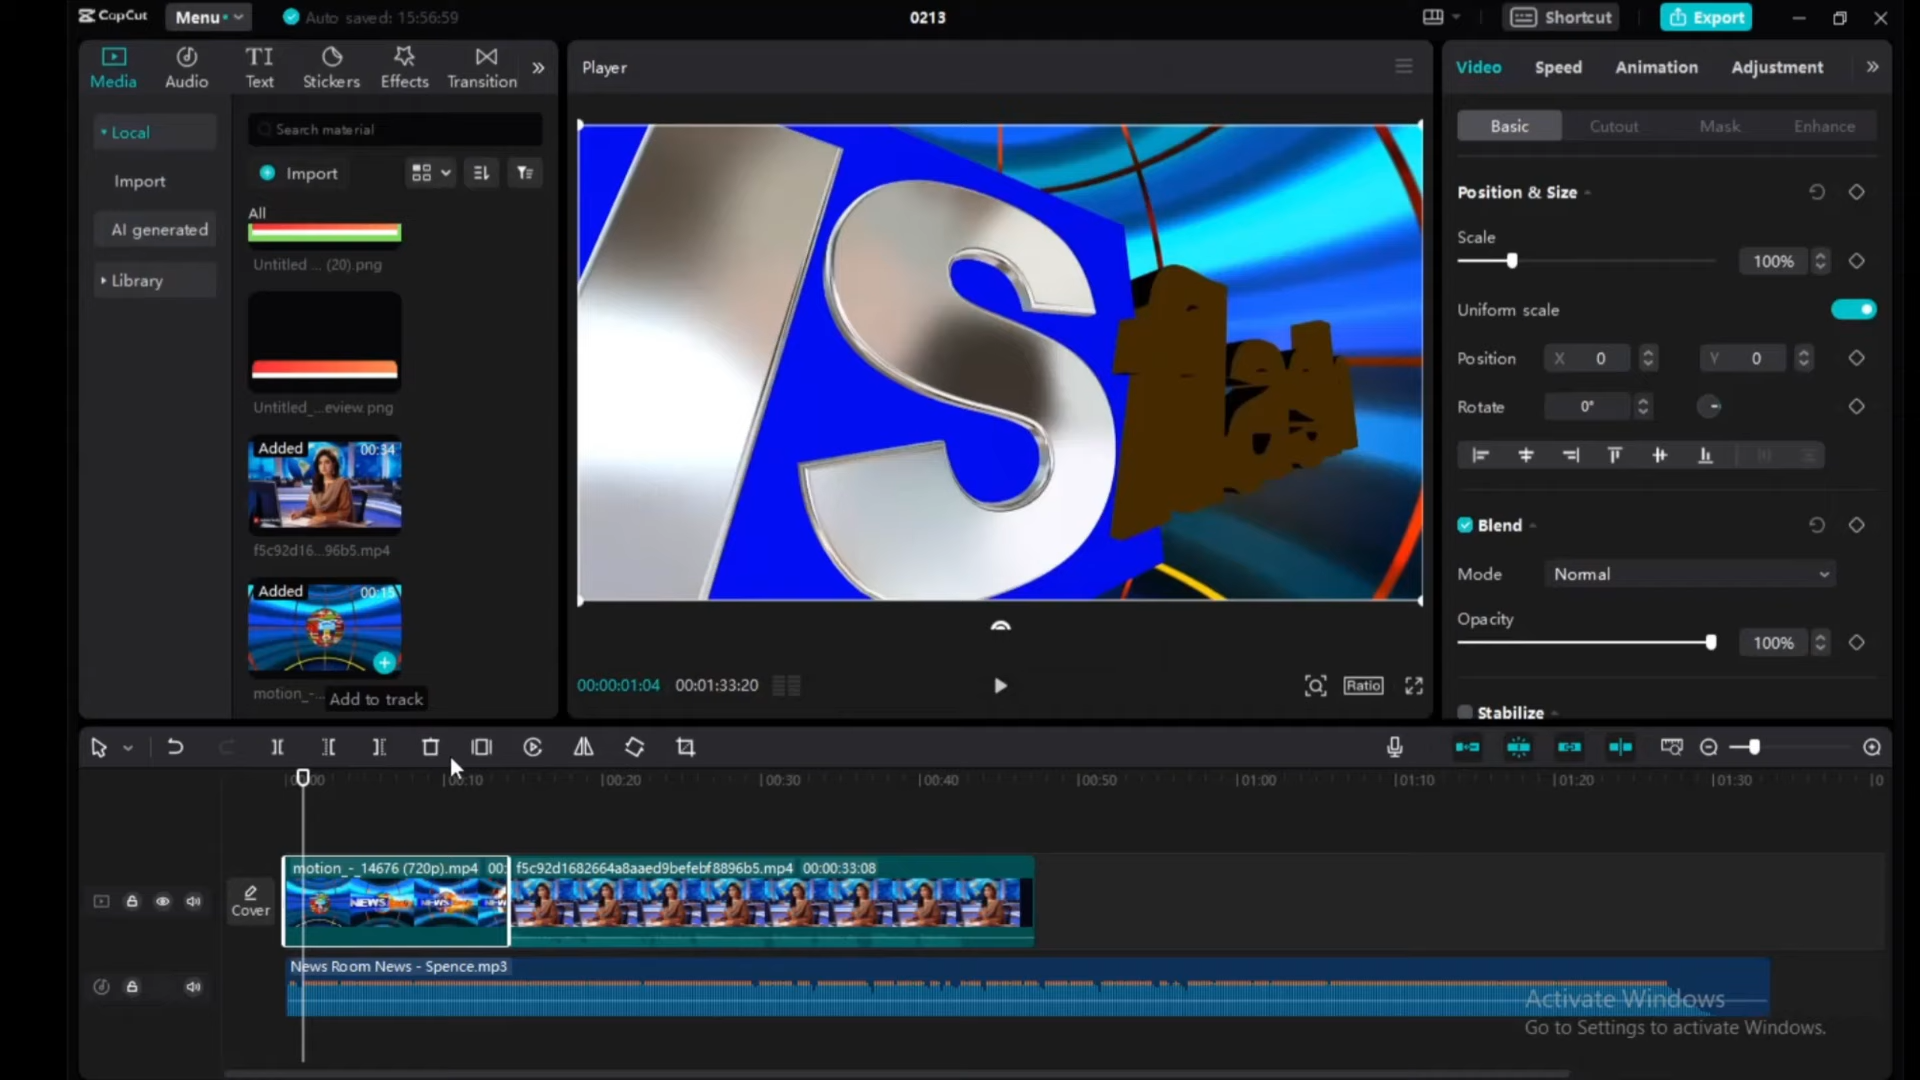 CapCut
Menu
Auto saved: 15:56:59
0213
Shortcut
Export
Media
Audio
TI
Text
Stickers
Effects
Transition
Local
Import
AI generated
Library
Search material
Import
All
Untitled ... (20).png
Untitled_...eview.png
Added
00:34
f5c92d16...96b5.mp4
Added
00:15
motion_-...
Add to track
Player
IS
00:00:01:04
00:01:33:20
Ratio
Video
Speed
Animation
Adjustment
Basic
Cutout
Mask
Enhance
Position & Size
Scale
100%
Uniform scale
Position
X 0
Y 0
Rotate
0°
Blend
Mode
Normal
Opacity
100%
Stabilize
00:00
00:10
00:20
00:30
00:40
00:50
01:00
01:10
01:20
01:30
0
Cover
motion_-_14676 (720p).mp4 00:
f5c92d1682664a8aaed9befebf8896b5.mp4 00:00:33:08
NEWS
NEWS
News Room News - Spence.mp3
Activate Windows
Go to Settings to activate Windows.